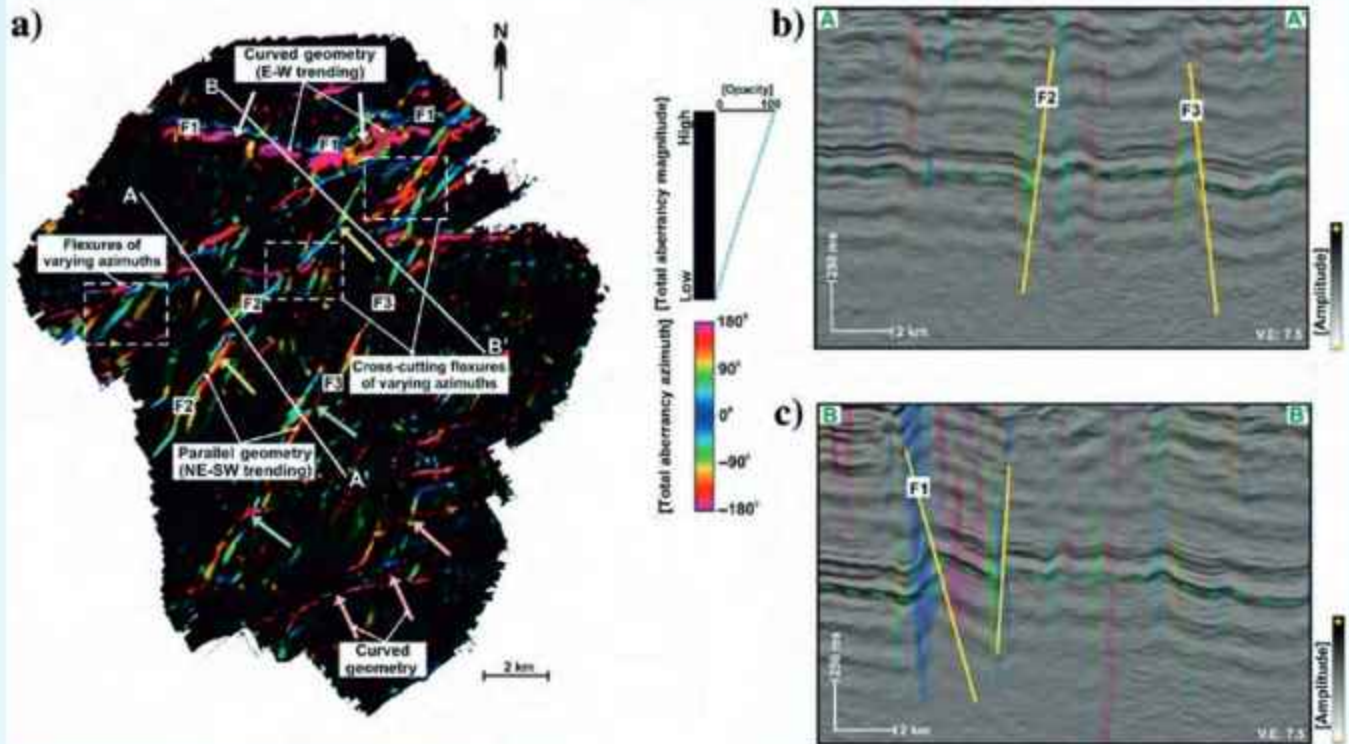 a)
N
Curved geometry
(E-W trending)
B
F1
F1
F1
A
Flexures of
varying azimuths
F2
F3
B'
Cross-cutting flexures
of varying azimuths
F3
F2
Parallel geometry
(NE-SW trending)
A'
Curved
geometry
2 km
[Opacity]
0 100
High
Low
[Total aberrancy magnitude]
180°
90°
0°
-90°
-180°
[Total aberrancy azimuth]
b)
A
A'
F2
F3
250 ms
2 km
V.E: 7.5
[Amplitude]
c)
B
B'
F1
250 ms
2 km
V.E: 7.5
[Amplitude]